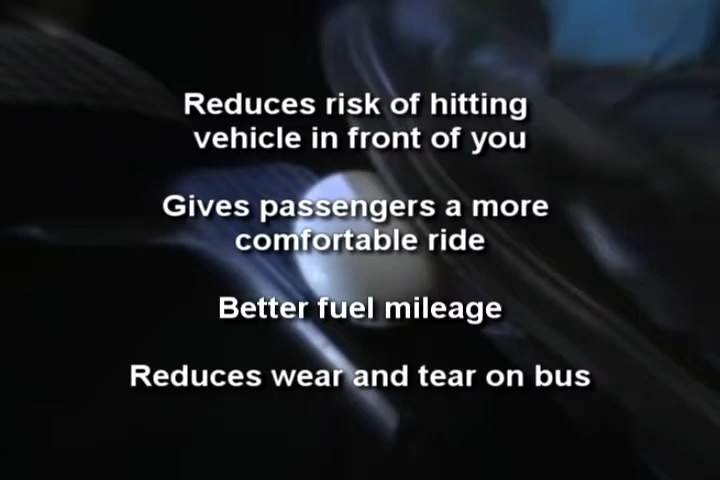 Reduces risk of hitting
vehicle in front of you
Gives passengers a more
comfortable ride
Better fuel mileage
Reduces wear and tear on bus